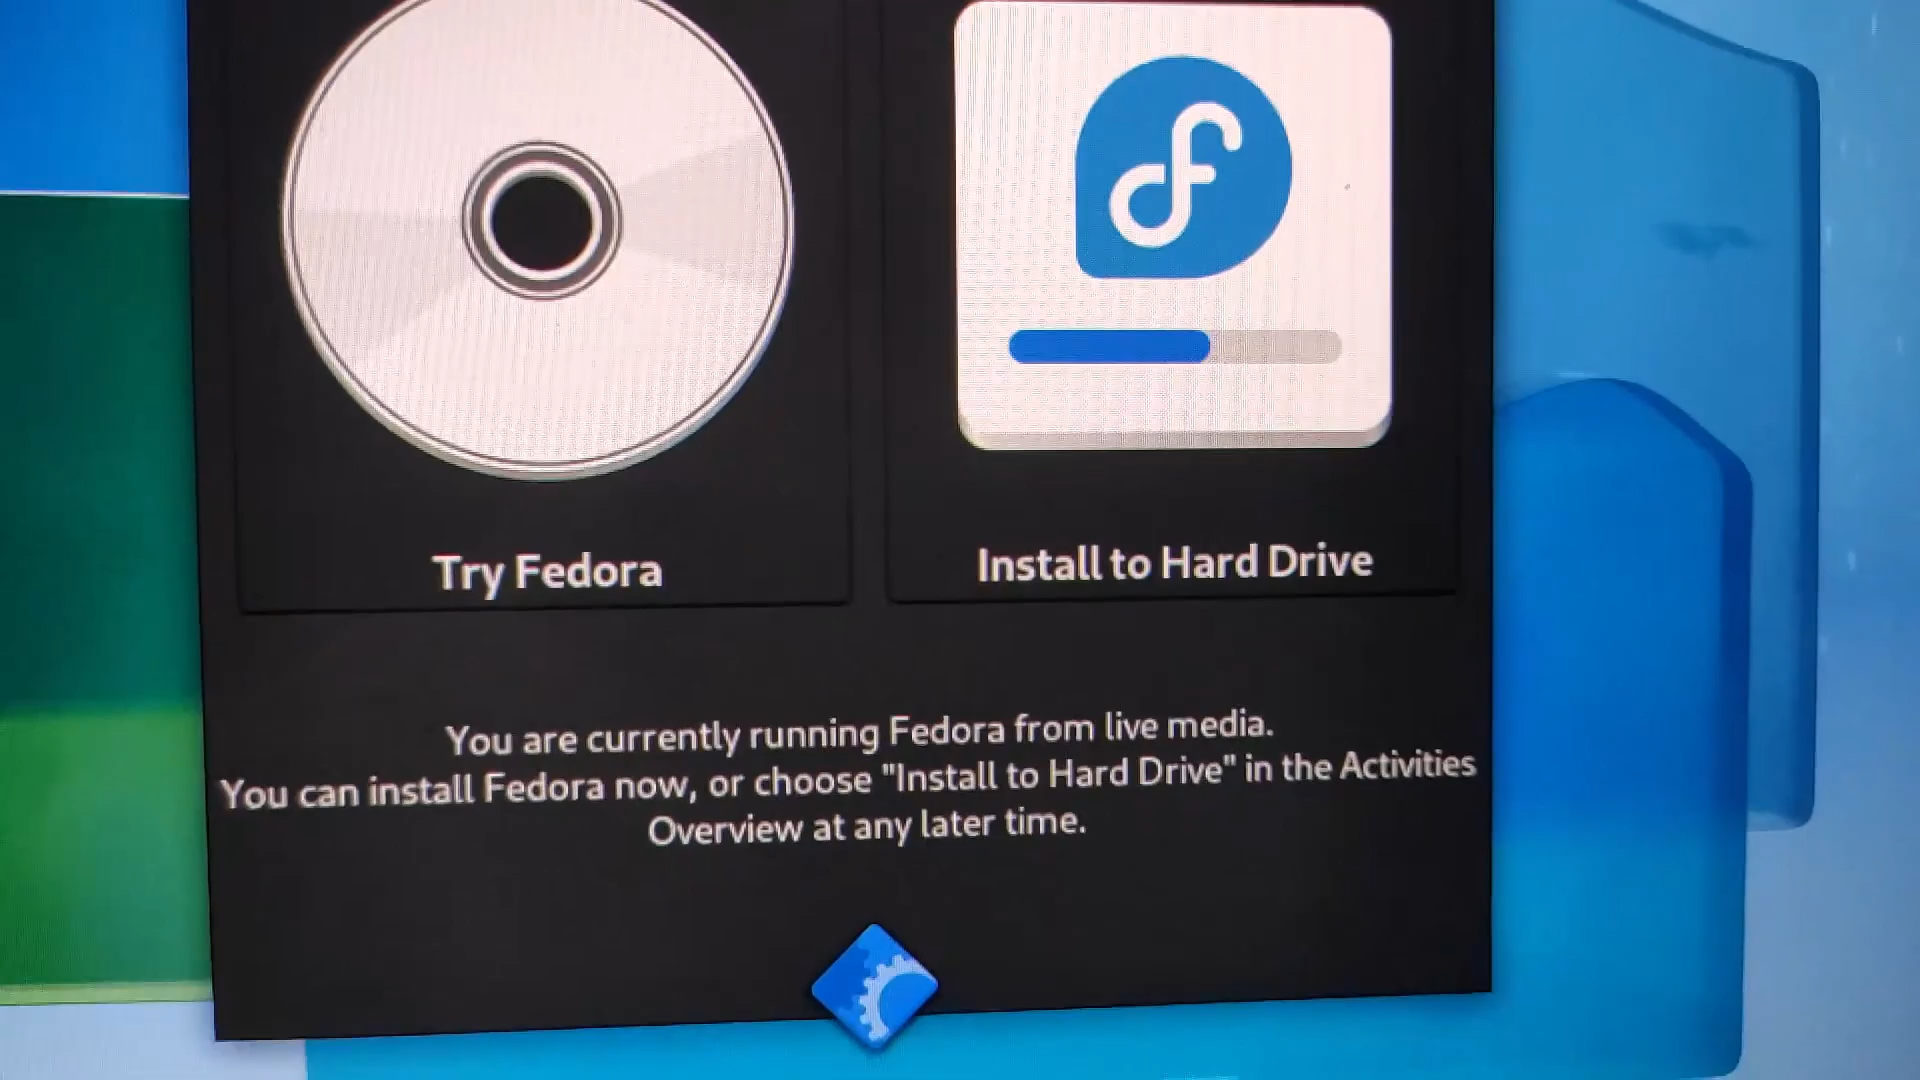 Try Fedora
Install to Hard Drive
You are currently running Fedora from live media.
You can install Fedora now, or choose "Install to Hard Drive" in the Activities
Overview at any later time.